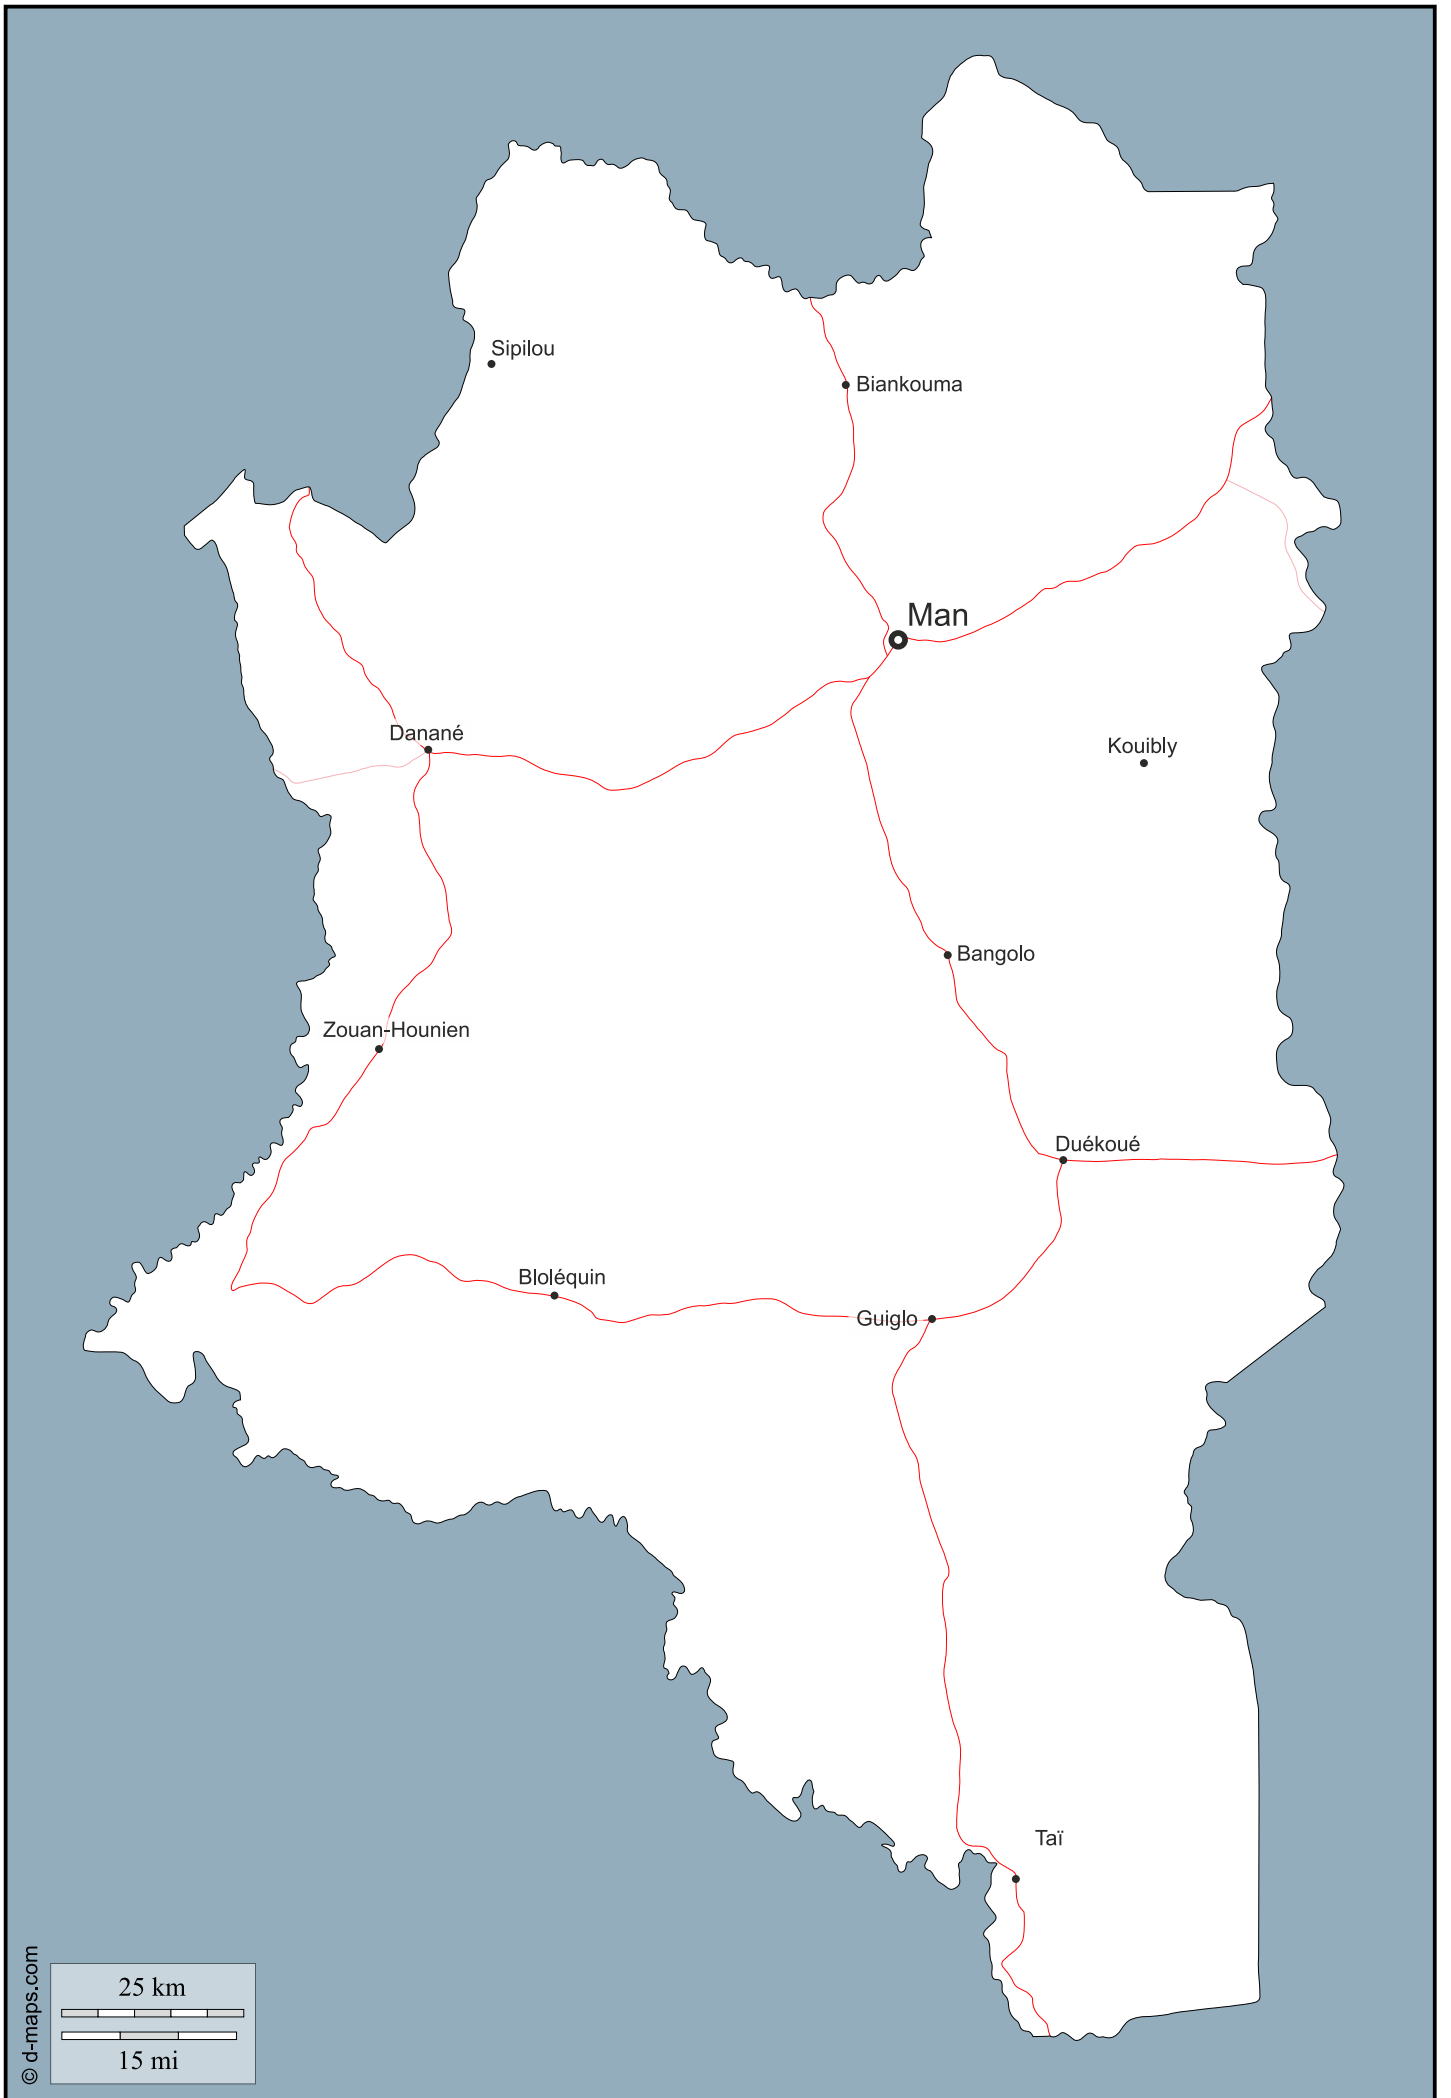 Sipilou
Biankouma
Man
Danané
Kouibly
Bangolo
Zouan-Hounien
Duékoué
Bloléquin
Guiglo
Taï
25 km
15 mi
© d-maps.com